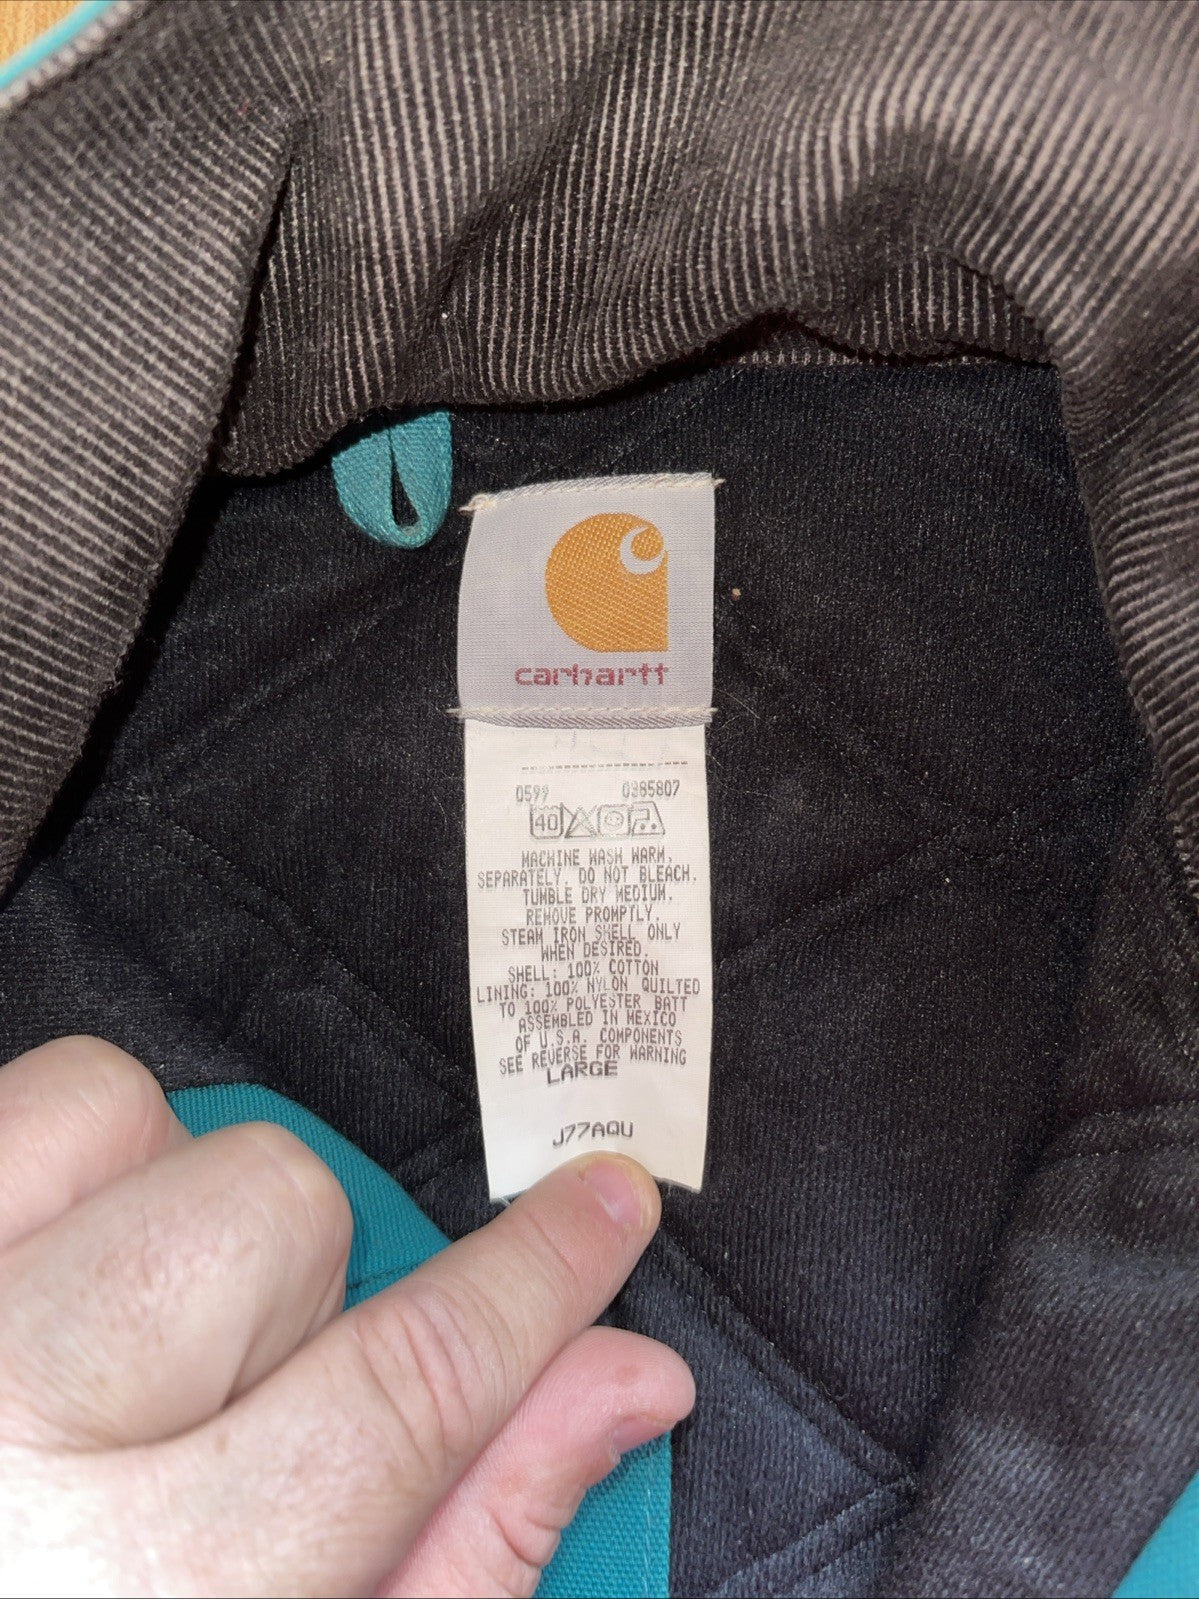 carhartt
0599 0385807
40
MACHINE WASH WARM,
SEPARATELY. DO NOT BLEACH.
TUMBLE DRY MEDIUM.
REMOVE PROMPTLY.
STEAM IRON SHELL ONLY
WHEN DESIRED.
SHELL: 100% COTTON
LINING: 100% NYLON QUILTED
TO 100% POLYESTER BATT
ASSEMBLED IN MEXICO
OF U.S.A. COMPONENTS
SEE REVERSE FOR WARNING
LARGE
J77AQU